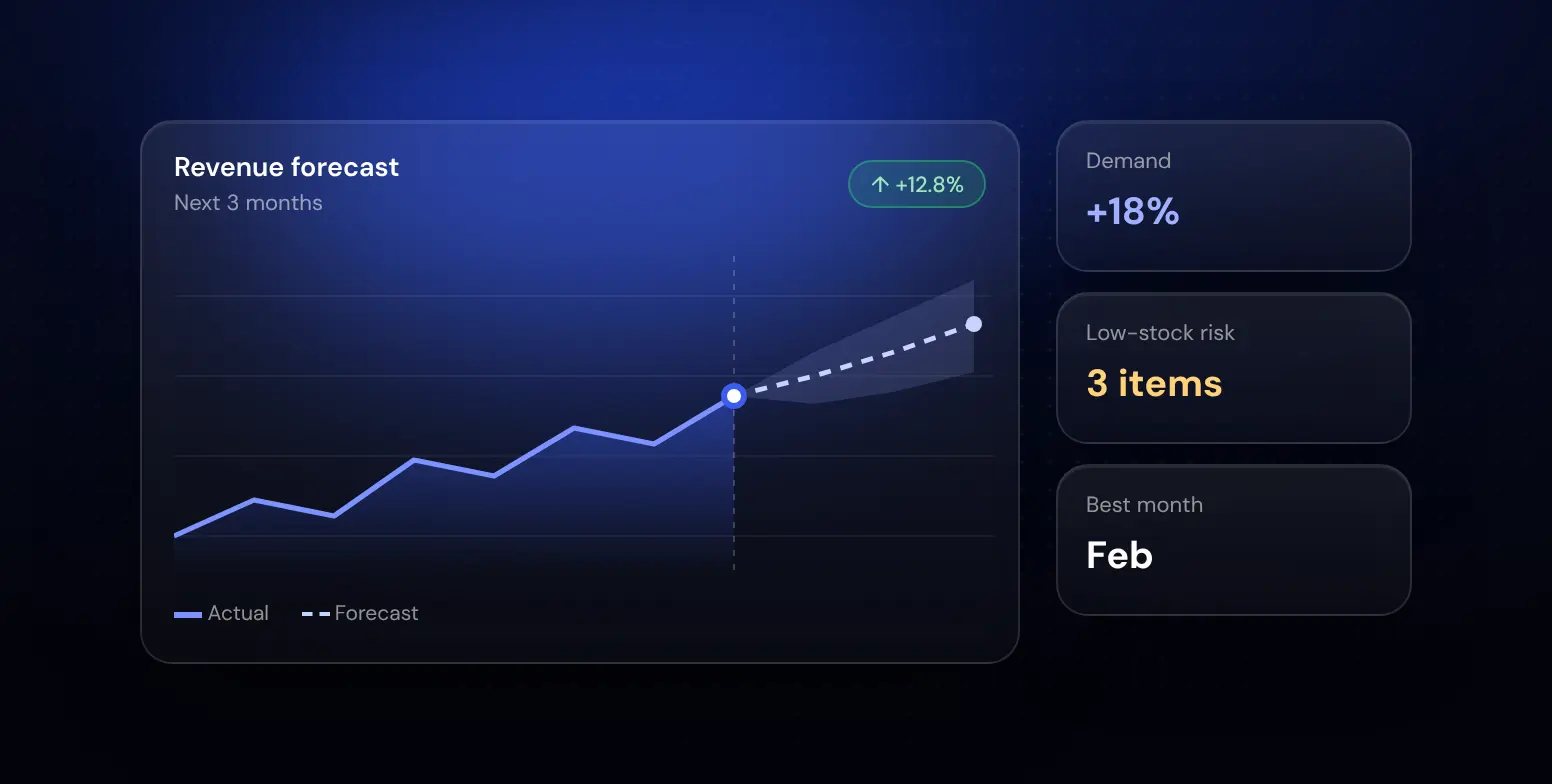 Revenue forecast
Next 3 months
↑ +12.8%
Actual
Forecast
Demand
+18%
Low-stock risk
3 items
Best month
Feb